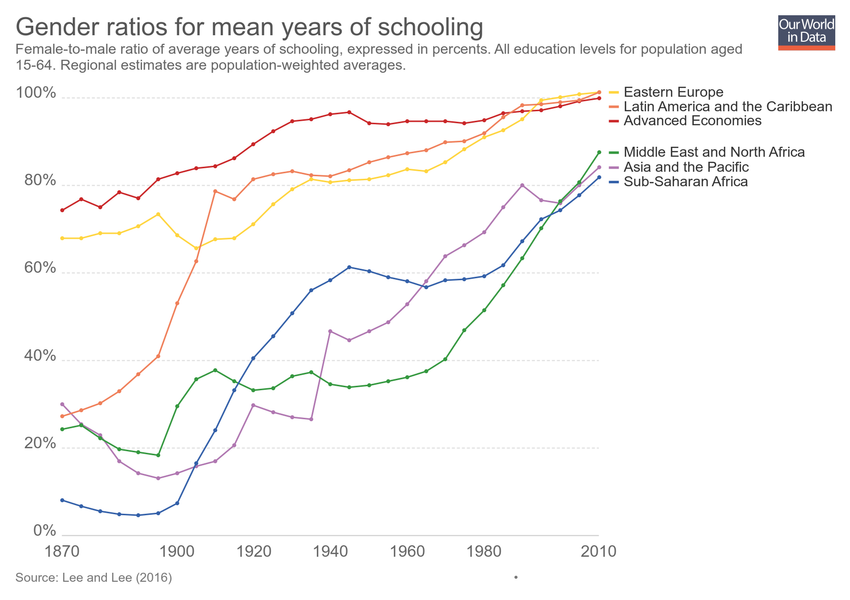 Gender ratios for mean years of schooling
Our World
in Data
Female-to-male ratio of average years of schooling, expressed in percents. All education levels for population aged
15-64. Regional estimates are population-weighted averages.
100%
80%
60%
40%
20%
0%
1870
1900
1920
1940
1960
1980
2010
Eastern Europe
Latin America and the Caribbean
Advanced Economies
Middle East and North Africa
Asia and the Pacific
Sub-Saharan Africa
Source: Lee and Lee (2016)